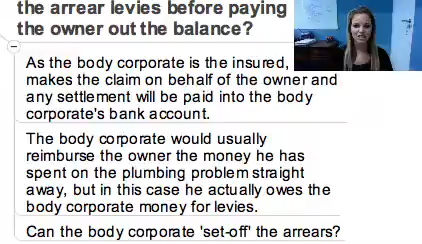 the arrear levies before paying
the owner out the balance?
As the body corporate is the insured, it
makes the claim on behalf of the owner and
any settlement will be paid into the body
corporate's bank account.
The body corporate would usually
reimburse the owner the money he has
spent on the plumbing problem straight
away, but in this case he actually owes the
body corporate money for levies.
Can the body corporate 'set-off' the arrears?